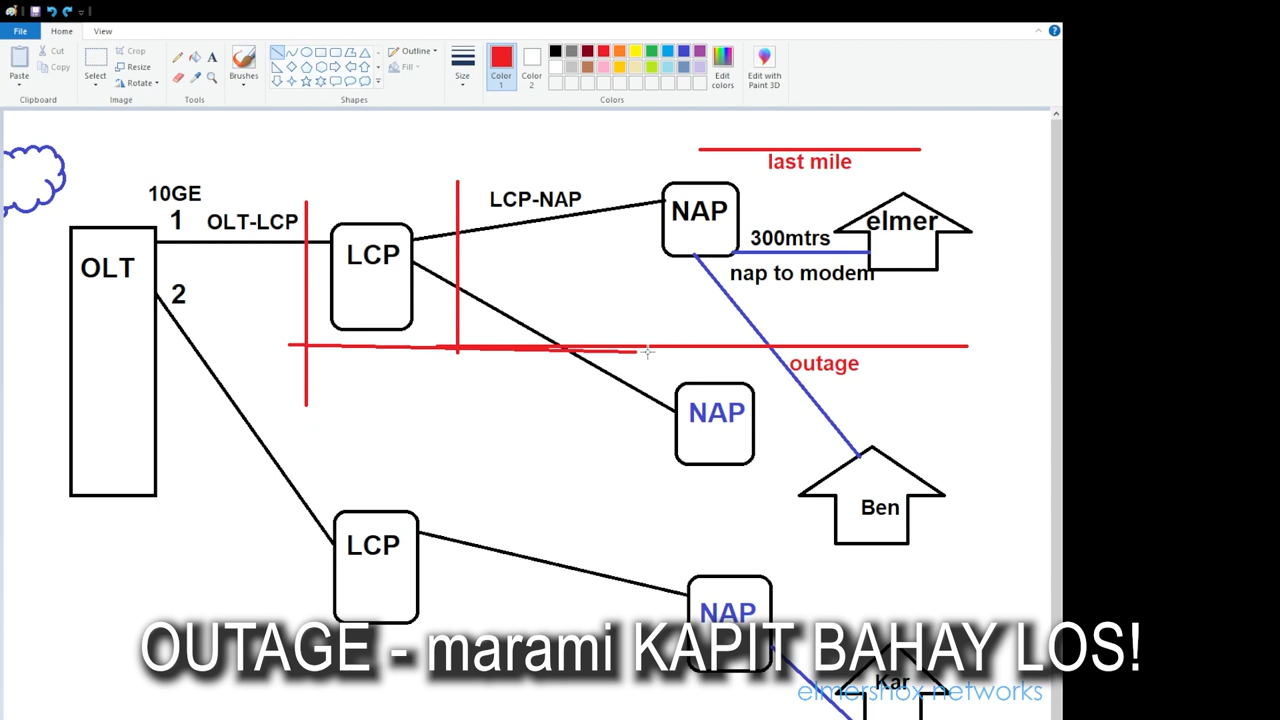 File Home View
Paste
Cut
Copy
Clipboard
Select
Crop
Resize
Rotate
Image
Tools
Brushes
Outline
Fill
Shapes
Size
Color 1
Color 2
Edit colors
Colors
Edit with Paint 3D
last mile
10GE
1
OLT-LCP
LCP-NAP
NAP
elmer
OLT
LCP
300mtrs
nap to modem
2
outage
NAP
Ben
LCP
NAP
OUTAGE - marami KAPIT BAHAY LOS!
Kar
elmershox networks